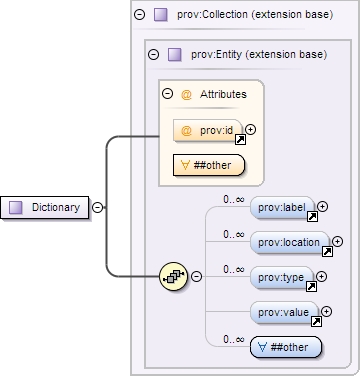 prov:Collection (extension base)
prov:Entity (extension base)
@ Attributes
@ prov:id
∀ ##other
Dictionary
0..∞
prov:label
0..∞
prov:location
0..∞
prov:type
prov:value
0..∞
∀ ##other